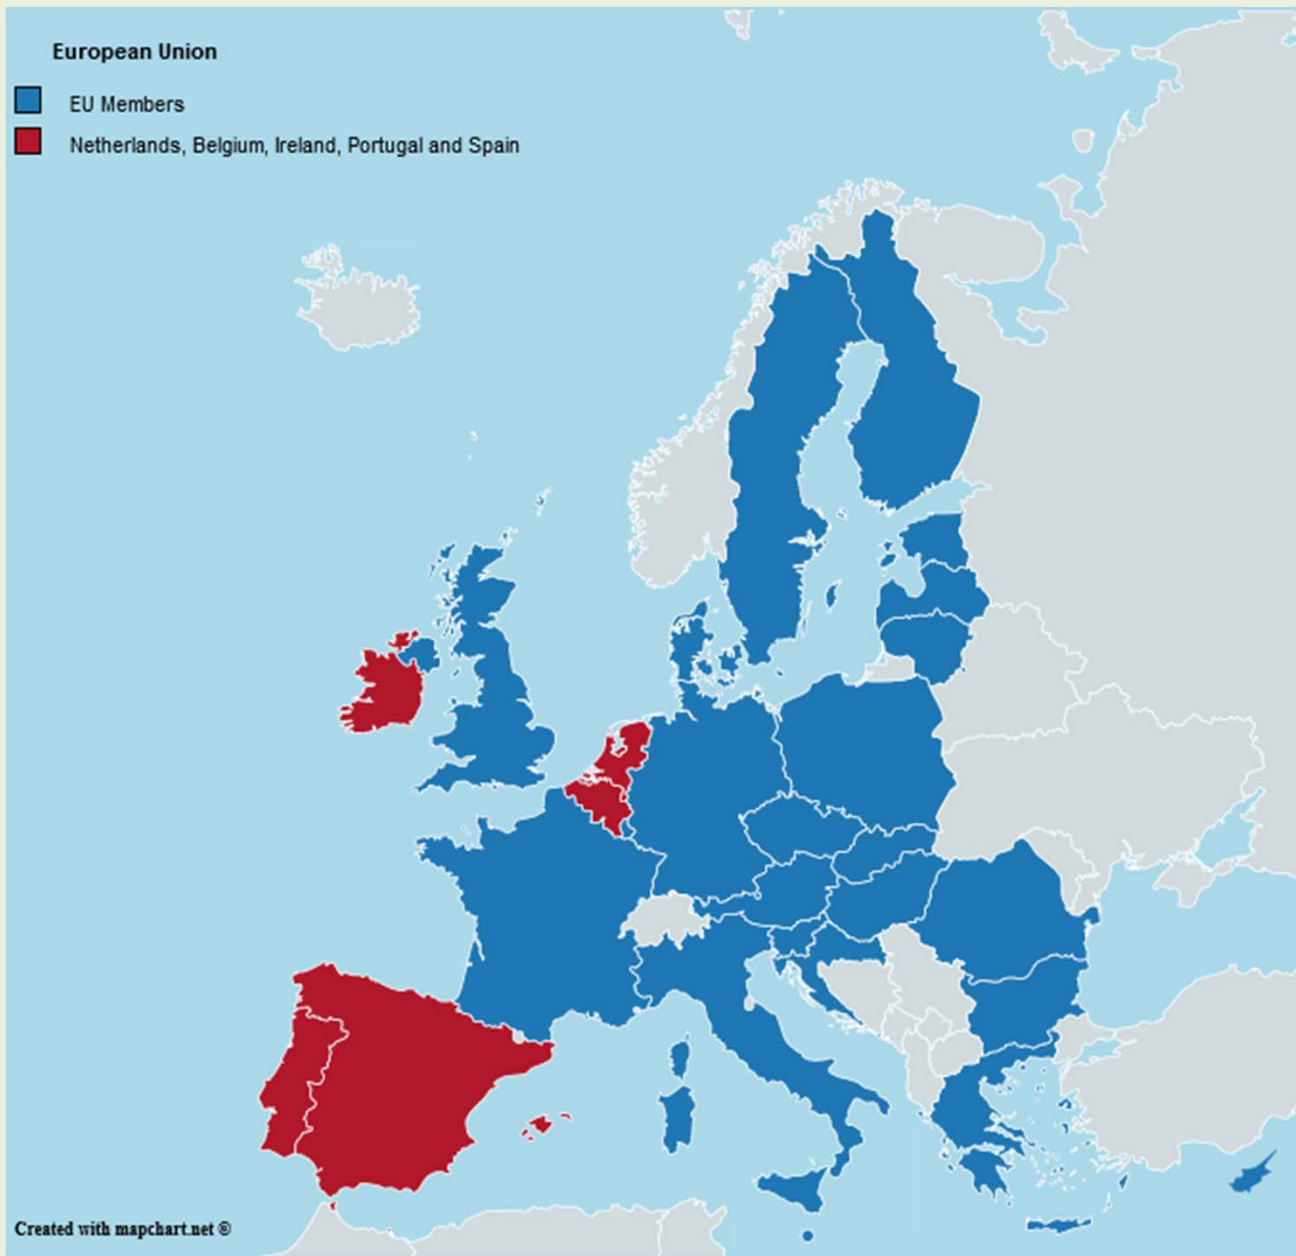 European Union
EU Members
Netherlands, Belgium, Ireland, Portugal and Spain
Created with mapchart.net ©